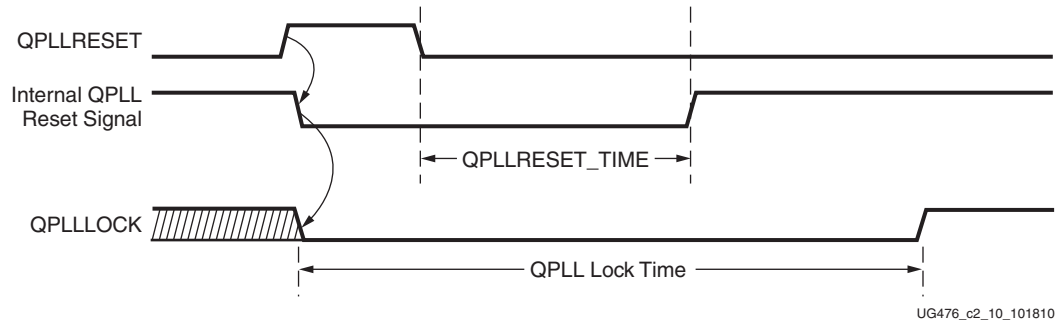 QPLLRESET
Internal QPLL
Reset Signal
QPLLRESET_TIME
QPLLLOCK
QPLL Lock Time
UG476_c2_10_101810